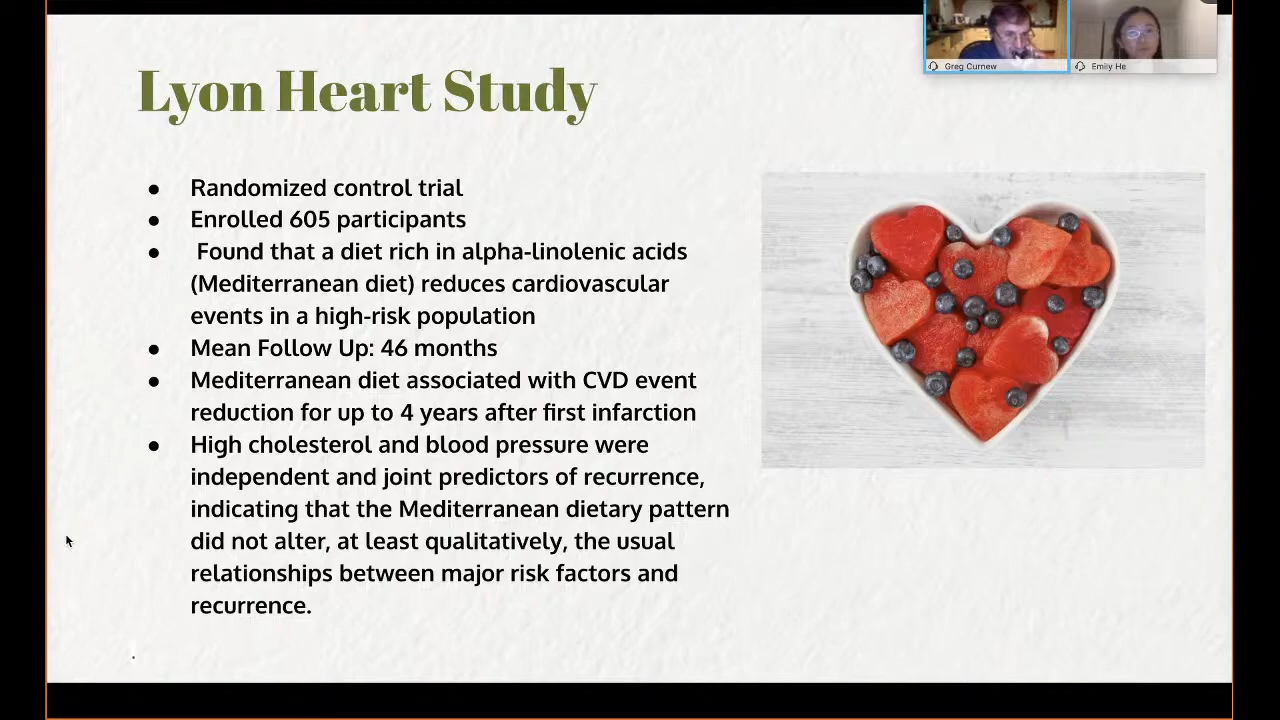 Greg Curnew
Emily He
Lyon Heart Study
● Randomized control trial
● Enrolled 605 participants
● Found that a diet rich in alpha-linolenic acids
(Mediterranean diet) reduces cardiovascular
events in a high-risk population
● Mean Follow Up: 46 months
● Mediterranean diet associated with CVD event
reduction for up to 4 years after first infarction
● High cholesterol and blood pressure were
independent and joint predictors of recurrence,
indicating that the Mediterranean dietary pattern
did not alter, at least qualitatively, the usual
relationships between major risk factors and
recurrence.
.